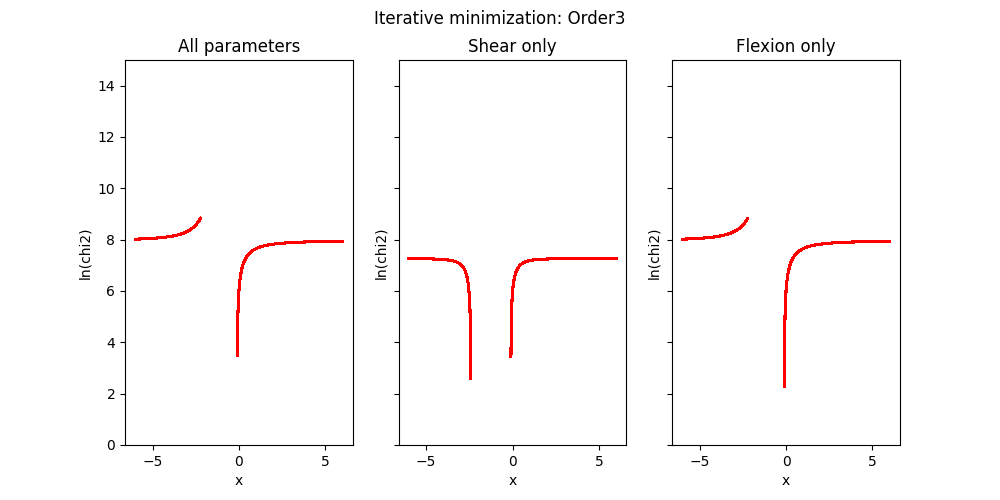 Iterative minimization: Order3
All parameters
Shear only
Flexion only
14
12
10
8
6
4
2
0
ln(chi2)
ln(chi2)
ln(chi2)
−5 0 5
−5 0 5
−5 0 5
x
x
x